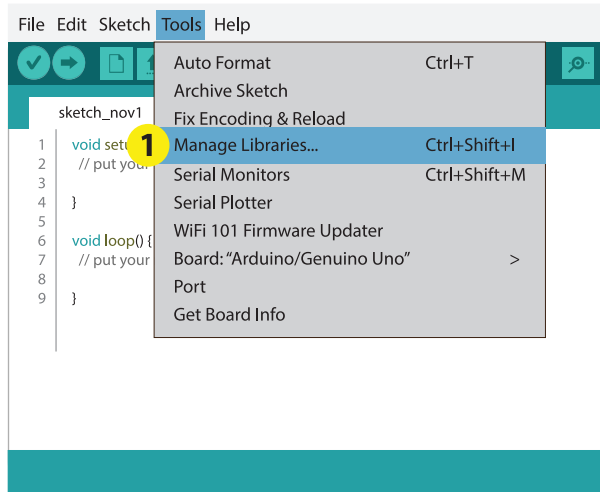 File Edit Sketch Tools Help
Auto Format Ctrl+T
Archive Sketch
sketch_nov1
Fix Encoding & Reload
1 void setu
1 Manage Libraries... Ctrl+Shift+I
2 // put you
Serial Monitors Ctrl+Shift+M
3
4 }
Serial Plotter
5
WiFi 101 Firmware Updater
6 void loop() {
7 // put your
Board: “Arduino/Genuino Uno” >
8
Port
9 }
Get Board Info